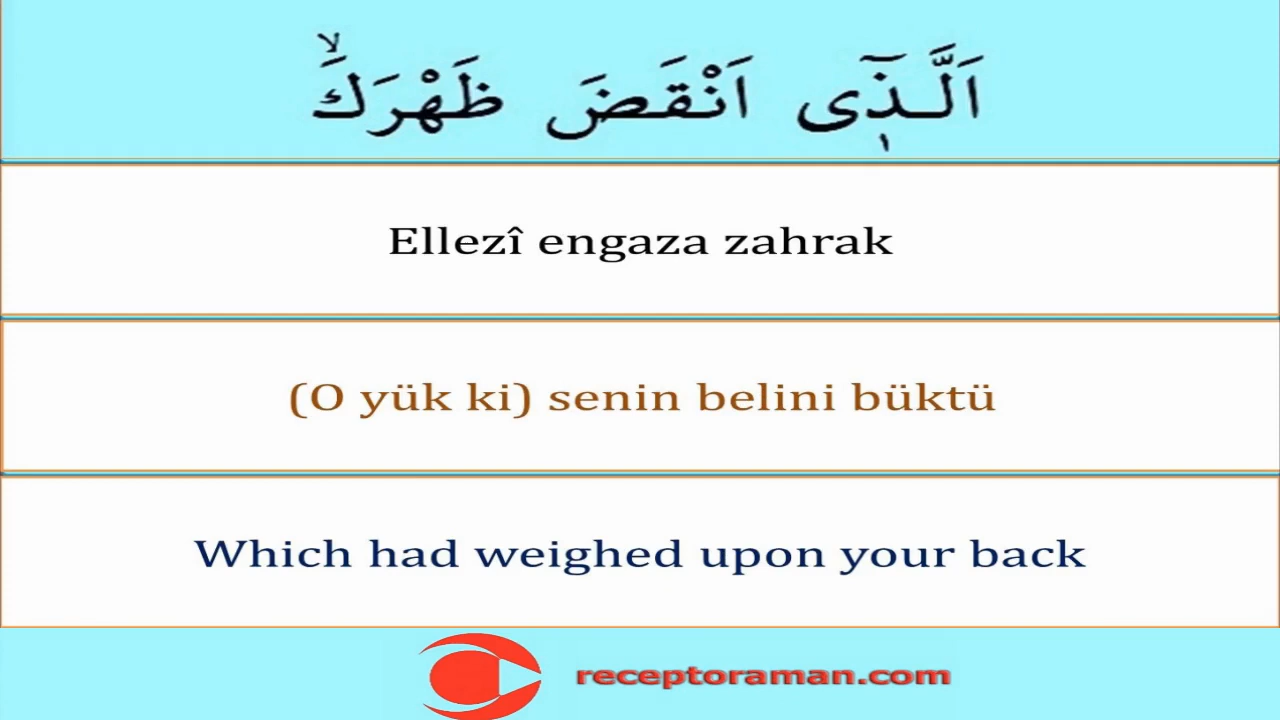 اَلَّـذ۪ٓى اَنْقَضَ ظَهْرَكَۙ
Ellezî engaza zahrak
(O yük ki) senin belini büktü
Which had weighed upon your back
receptoraman.com